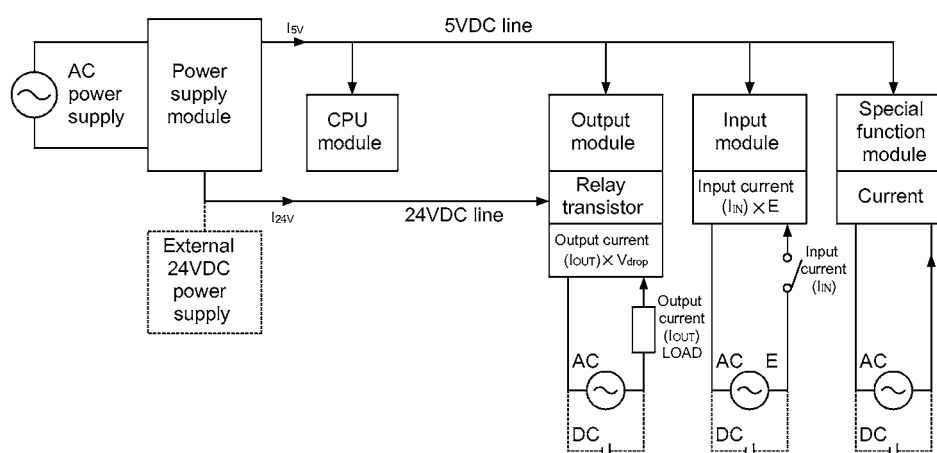 I5V
5VDC line
AC
power
supply
Power
supply
module
CPU
module
Output
module
Input
module
Special
function
module
Relay
transistor
Input current
(IIN) × E
Current
I24V
24VDC line
External
24VDC
power
supply
Output current
(IOUT) × Vdrop
Input
current
(IIN)
Output
current
(IOUT)
LOAD
AC
AC
E
AC
DC
DC
DC